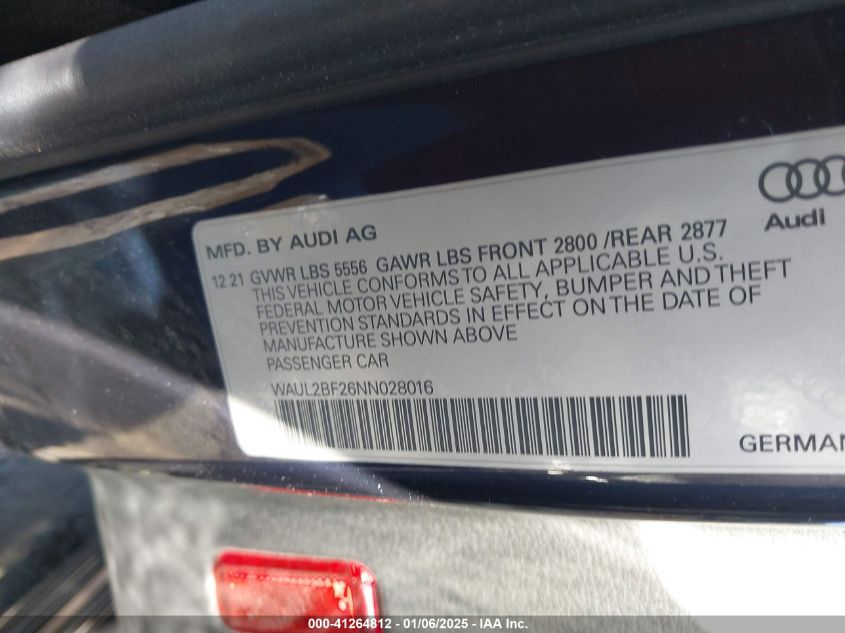 Audi
MFD. BY AUDI AG
12 21 GVWR LBS 5556 GAWR LBS FRONT 2800 /REAR 2877
THIS VEHICLE CONFORMS TO ALL APPLICABLE U.S.
FEDERAL MOTOR VEHICLE SAFETY, BUMPER AND THEFT
PREVENTION STANDARDS IN EFFECT ON THE DATE OF
MANUFACTURE SHOWN ABOVE
PASSENGER CAR
WAUL2BF26NN028016
GERMAN
000-41264812 - 01/06/2025 - IAA Inc.